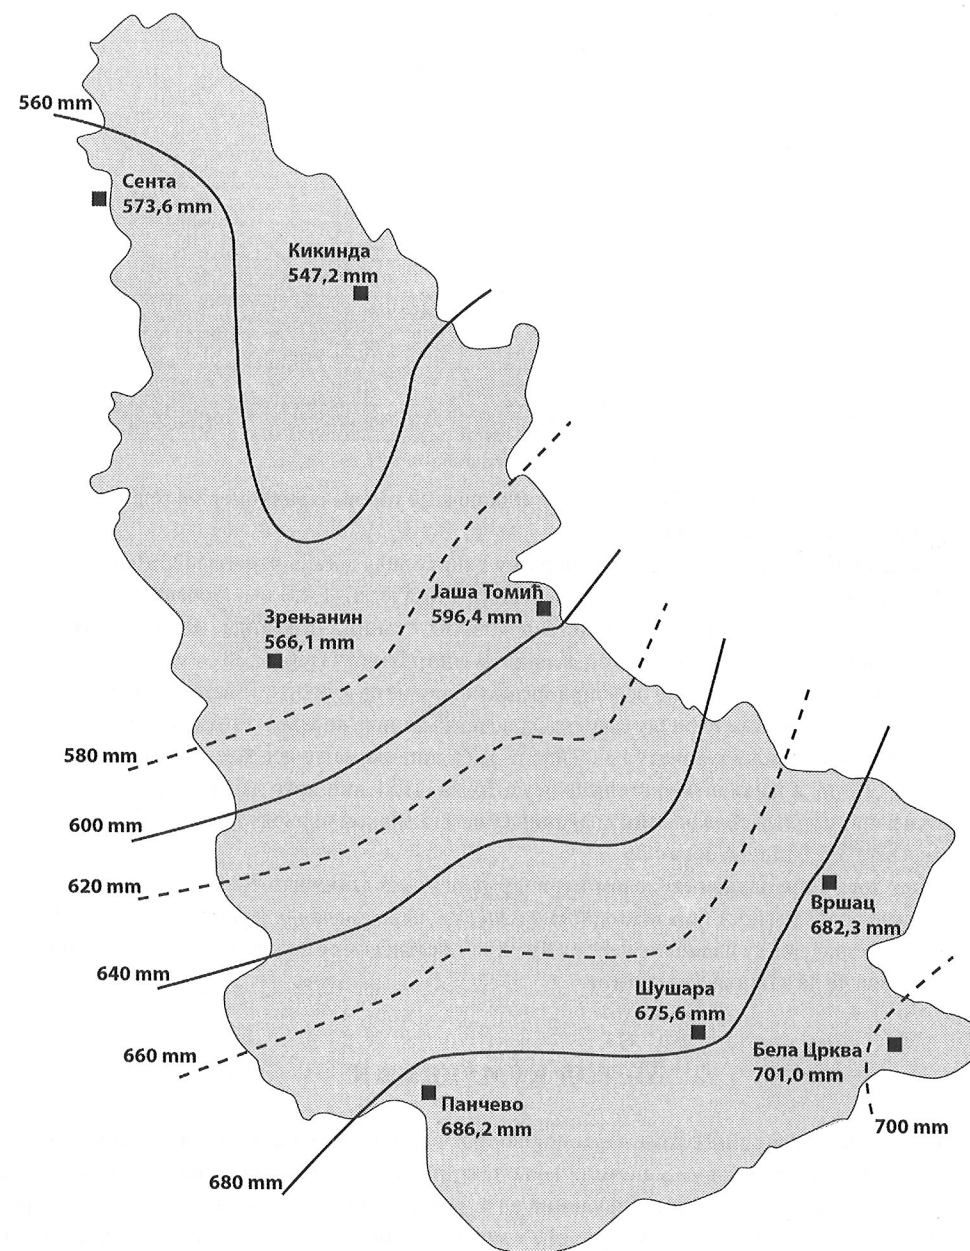 560 mm
Сента
573,6 mm
Кикинда
547,2 mm
Јаша Томић
596,4 mm
Зрењанин
566,1 mm
580 mm
600 mm
620 mm
Вршац
682,3 mm
640 mm
Шушара
675,6 mm
660 mm
Бела Црква
701,0 mm
Панчево
686,2 mm
700 mm
680 mm